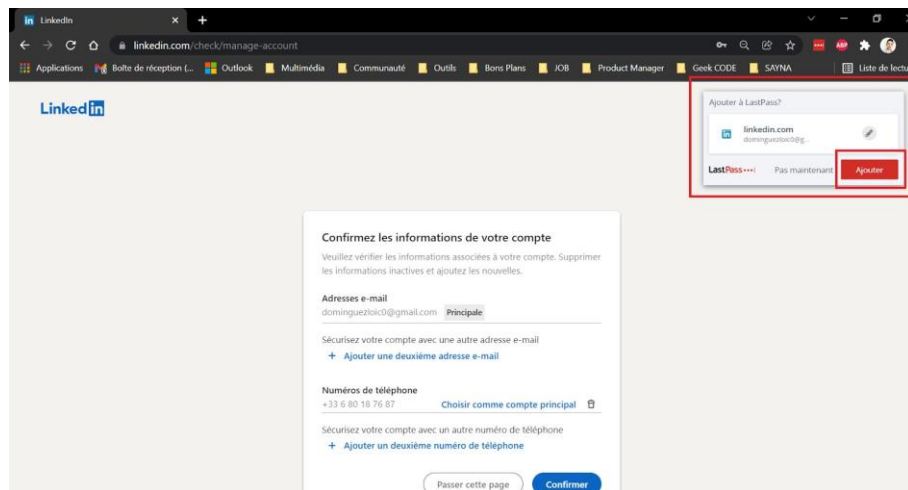 LinkedIn
linkedin.com/check/manage-account
Applications Boîte de réception (... Outlook Multimédia Communauté Outils Bons Plans JOB Product Manager Geek CODE SAYNA Liste de lectu
Linked in
Ajouter à LastPass?
linkedin.com
dominguezloic0@g...
LastPass Pas maintenant Ajouter
Confirmez les informations de votre compte
Veuillez vérifier les informations associées à votre compte. Supprimer
les informations inactives et ajoutez les nouvelles.
Adresses e-mail
dominguezloic0@gmail.com Principale
Sécurisez votre compte avec une autre adresse e-mail
+ Ajouter une deuxième adresse e-mail
Numéros de téléphone
+33 6 80 18 76 87 Choisir comme compte principal
Sécurisez votre compte avec un autre numéro de téléphone
+ Ajouter un deuxième numéro de téléphone
Passer cette page Confirmer